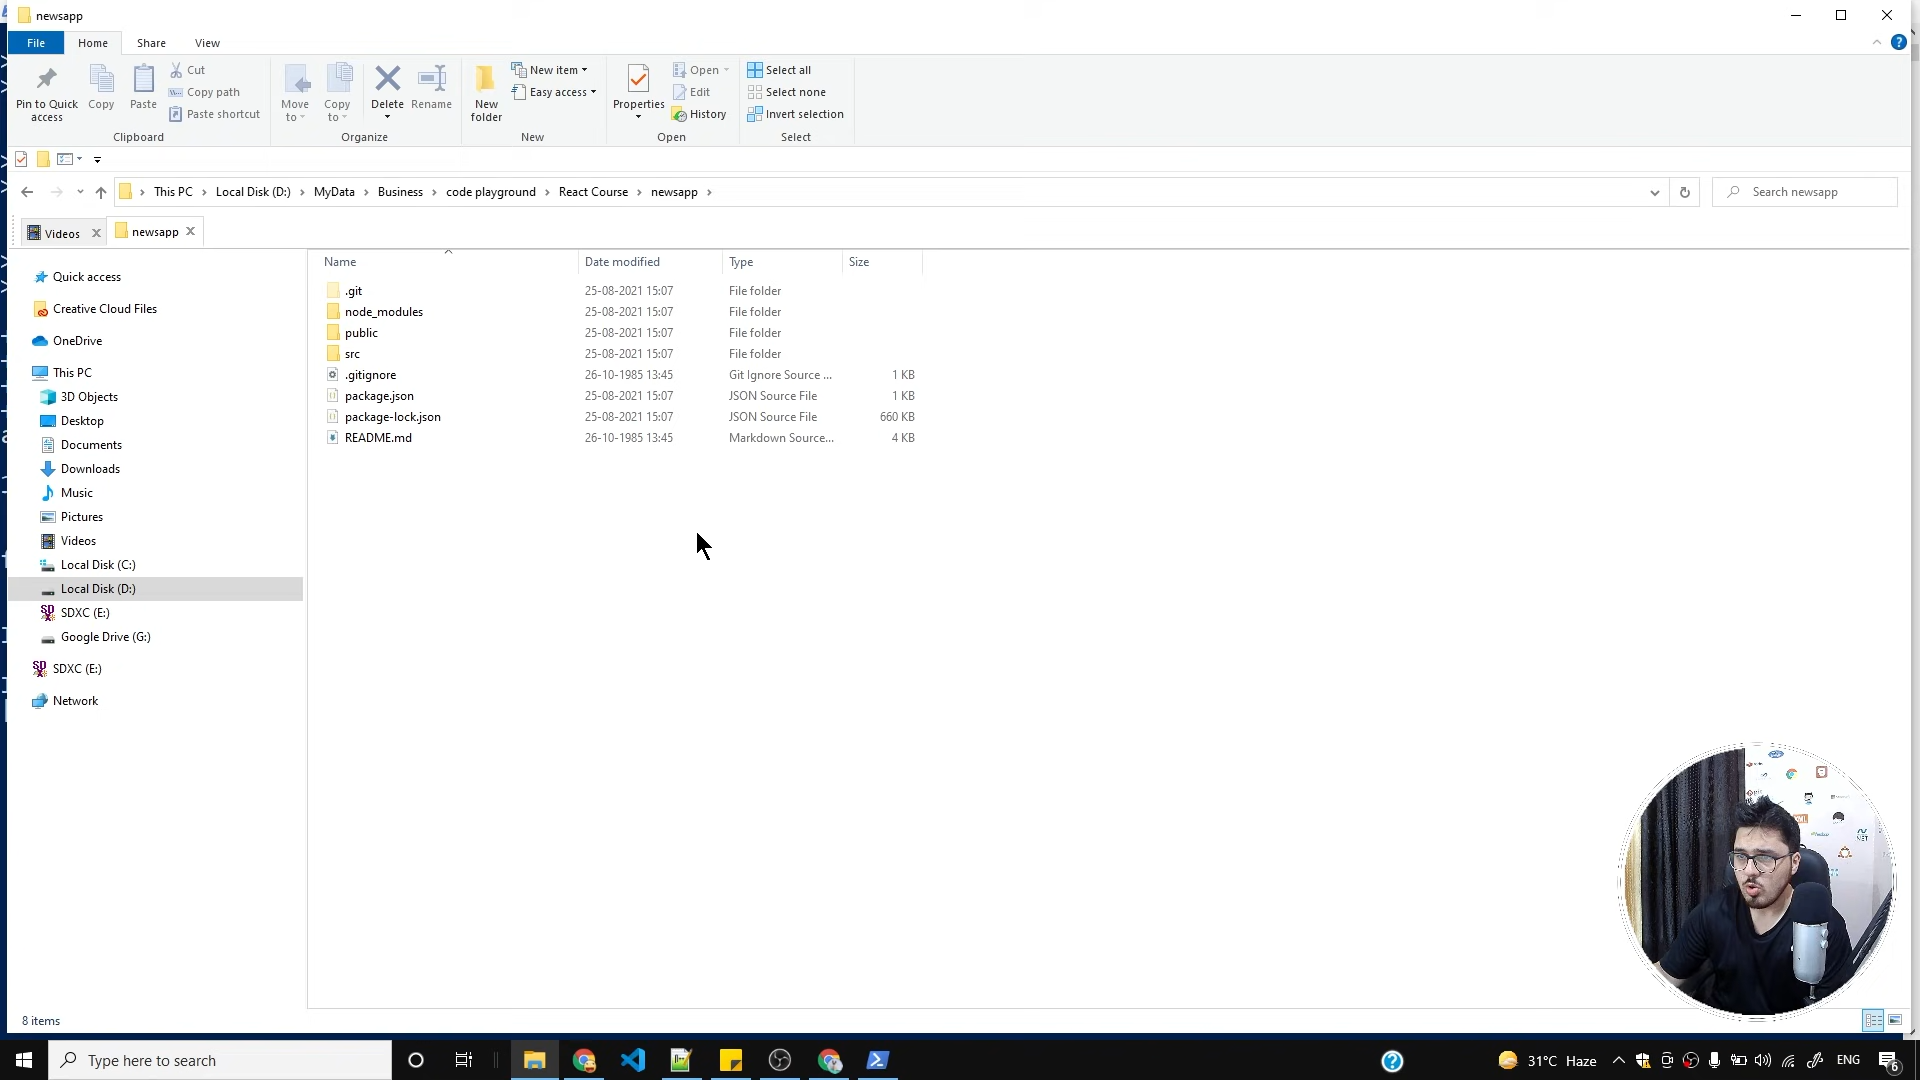 newsapp
File Home Share View
Pin to Quick access
Copy
Paste
Cut
Copy path
Paste shortcut
Clipboard
Move to
Copy to
Delete
Rename
Organize
New folder
New item
Easy access
New
Properties
Open
Edit
History
Open
Select all
Select none
Invert selection
Select
This PC › Local Disk (D:) › MyData › Business › code playground › React Course › newsapp ›
Search newsapp
Videos
newsapp
Quick access
Creative Cloud Files
OneDrive
This PC
3D Objects
Desktop
Documents
Downloads
Music
Pictures
Videos
Local Disk (C:)
Local Disk (D:)
SDXC (E:)
Google Drive (G:)
SDXC (E:)
Network
Name Date modified Type Size
.git 25-08-2021 15:07 File folder
node_modules 25-08-2021 15:07 File folder
public 25-08-2021 15:07 File folder
src 25-08-2021 15:07 File folder
.gitignore 26-10-1985 13:45 Git Ignore Source ... 1 KB
package.json 25-08-2021 15:07 JSON Source File 1 KB
package-lock.json 25-08-2021 15:07 JSON Source File 660 KB
README.md 26-10-1985 13:45 Markdown Source... 4 KB
8 items
Type here to search
31°C Haze
ENG
6